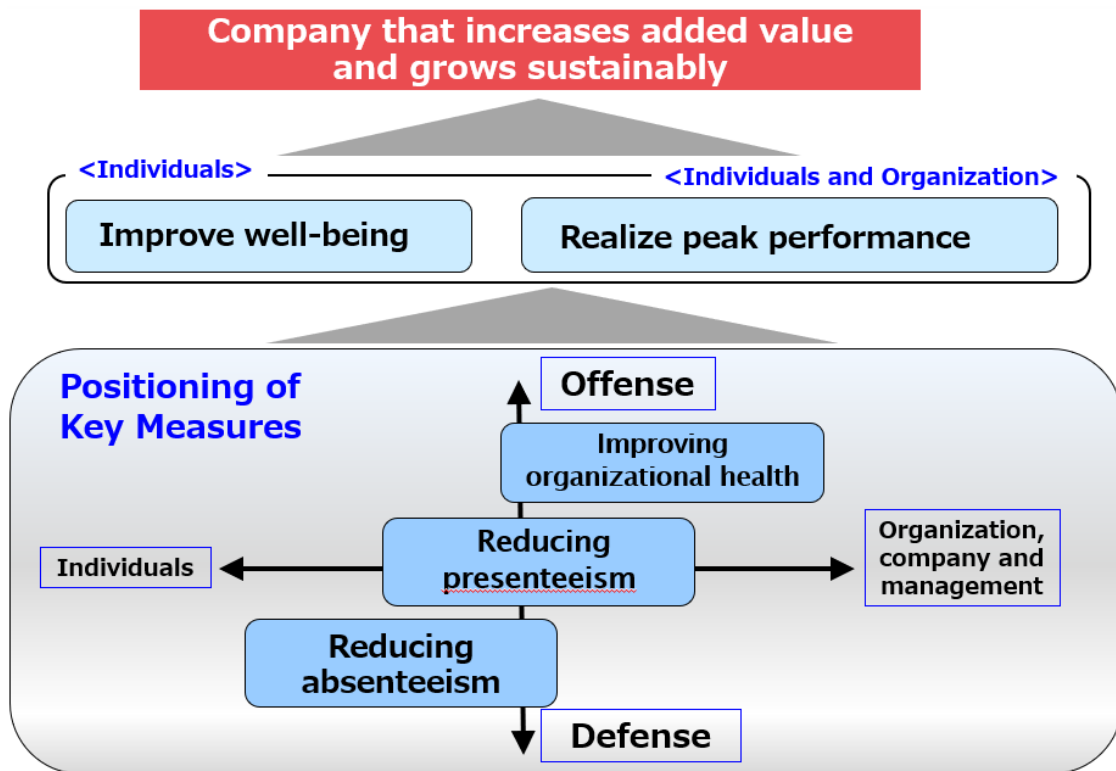 Company that increases added value
and grows sustainably
<Individuals>
<Individuals and Organization>
Improve well-being
Realize peak performance
Positioning of
Key Measures
Offense
Improving
organizational health
Individuals
Reducing
presenteeism
Organization,
company and
management
Reducing
absenteeism
Defense